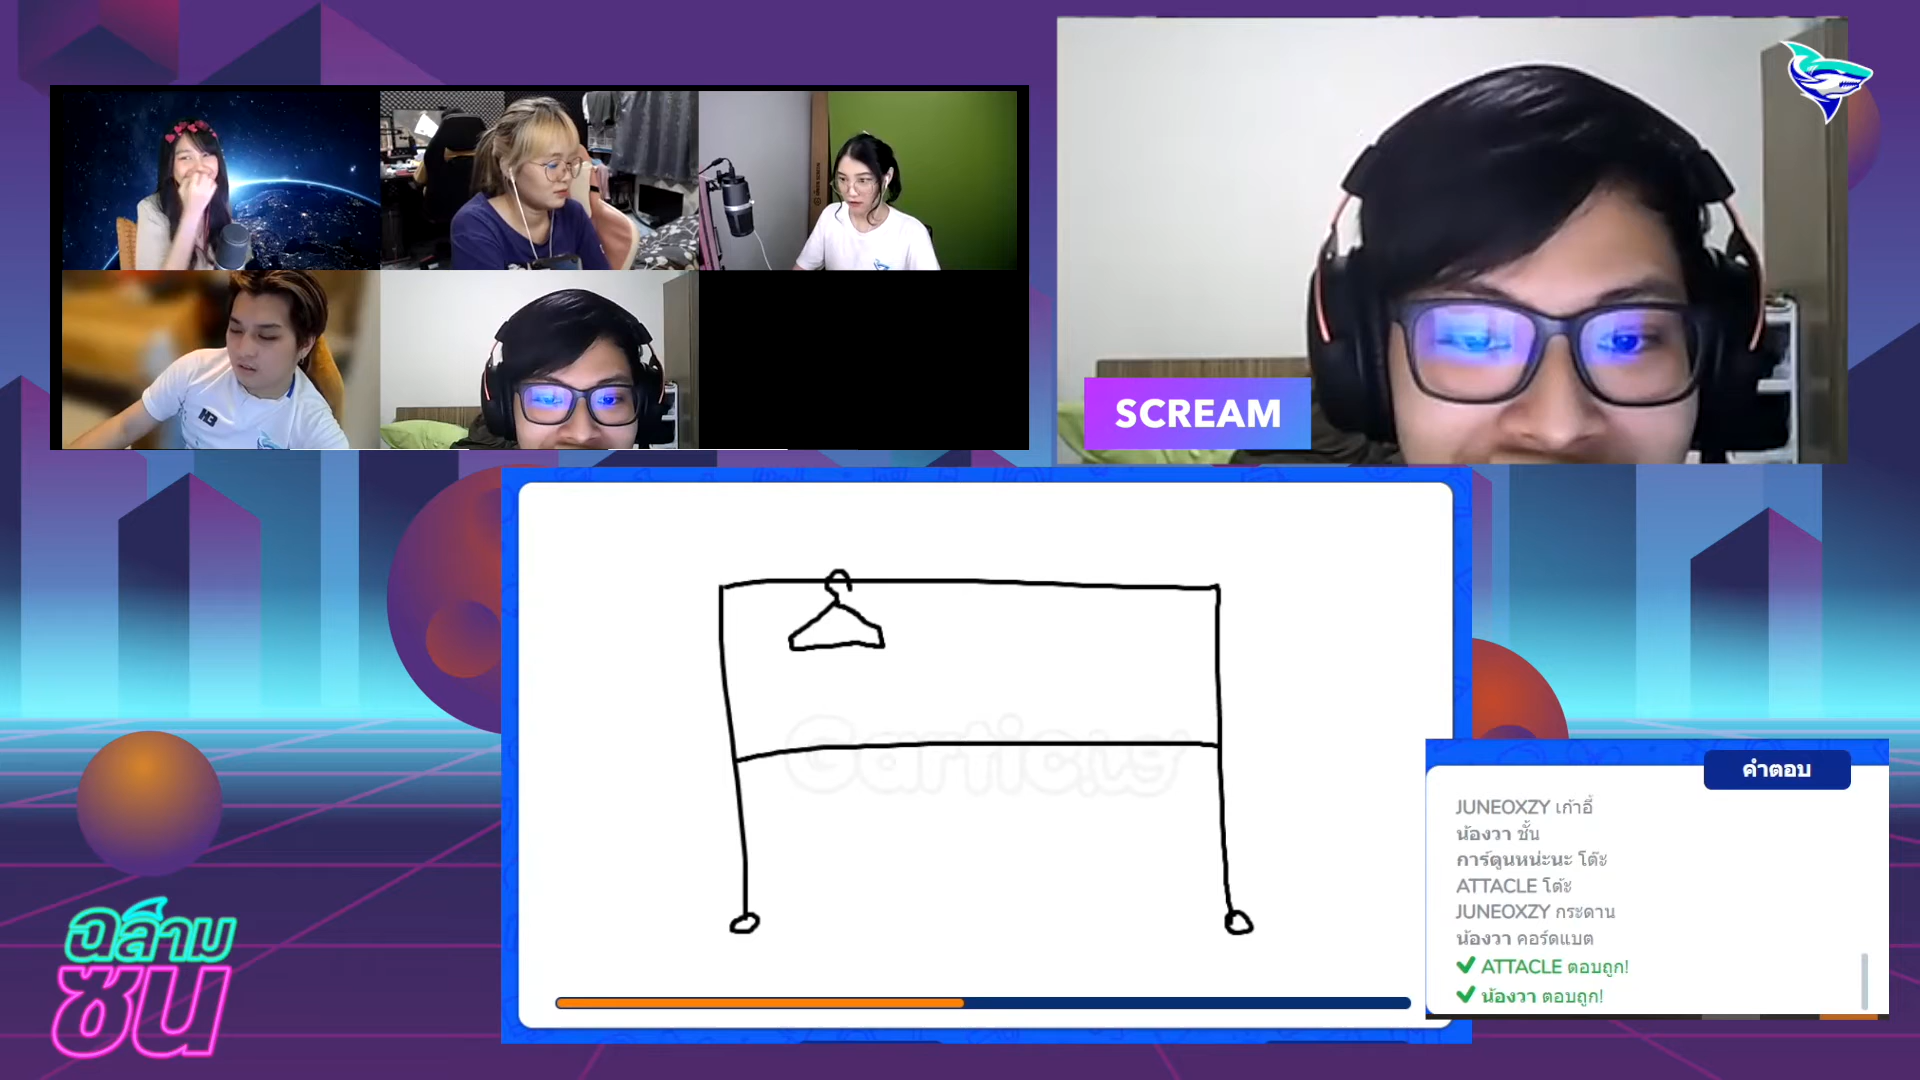 SCREAM
Gartic.io
คำตอบ
JUNEOXZY เก้าอี้
น้องวา ชั้น
การ์ตูนหน่ะนะ โต๊ะ
ATTACLE โต้ะ
JUNEOXZY กระดาน
น้องวา คอร์ดแบต
ATTACLE ตอบถูก!
น้องวา ตอบถูก!
ฉลาม
ชน